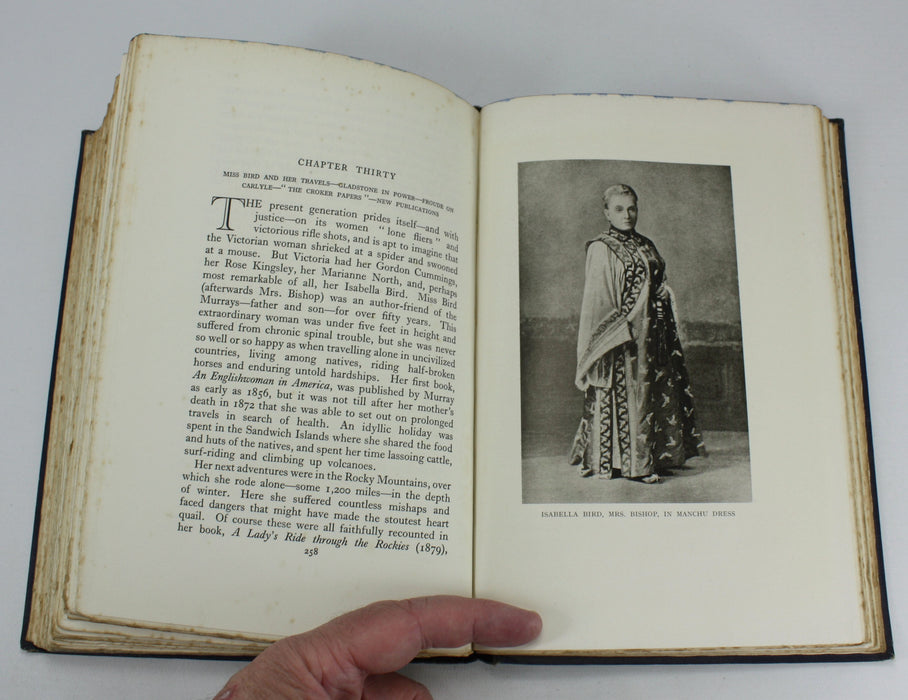 CHAPTER THIRTY
MISS BIRD AND HER TRAVELS—GLADSTONE IN POWER—FROUDE ON
CARLYLE—"THE CROKER PAPERS"—NEW PUBLICATIONS
THE present generation prides itself—and with
justice—on its women "lone fliers" and
victorious rifle shots, and is apt to imagine that
the Victorian woman shrieked at a spider and swooned
at a mouse. But Victoria had her Gordon Cummings,
her Rose Kingsley, her Marianne North, and, perhaps
most remarkable of all, her Isabella Bird. Miss Bird
(afterwards Mrs. Bishop) was an author-friend of the
Murrays—father and son—for over fifty years. This
extraordinary woman was under five feet in height and
suffered from chronic spinal trouble, but she was never
so well or so happy as when travelling alone in uncivilized
countries, living among natives, riding half-broken
horses and enduring untold hardships. Her first book,
An Englishwoman in America, was published by Murray
as early as 1856, but it was not till after her mother's
death in 1872 that she was able to set out on prolonged
travels in search of health. An idyllic holiday was
spent in the Sandwich Islands where she shared the food
and huts of the natives, and spent her time lassoing cattle,
surf-riding and climbing up volcanoes.
Her next adventures were in the Rocky Mountains, over
which she rode alone—some 1,200 miles—in the depth
of winter. Here she suffered countless mishaps and
faced dangers that might have made the stoutest heart
quail. Of course these were all faithfully recounted in
her book, A Lady's Ride through the Rockies (1879),
258
ISABELLA BIRD, MRS. BISHOP, IN MANCHU DRESS